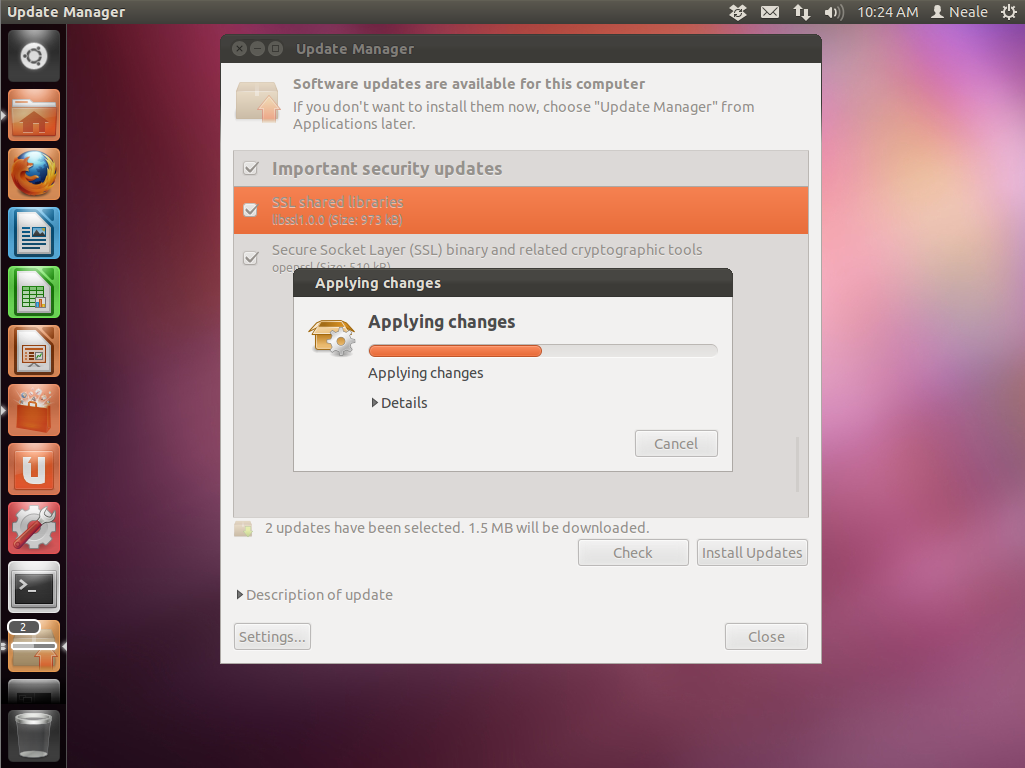 Update Manager
10:24 AM
Neale
Update Manager
Software updates are available for this computer
If you don't want to install them now, choose "Update Manager" from
Applications later.
Important security updates
SSL shared libraries
libssl1.0.0 (Size: 973 kB)
Secure Socket Layer (SSL) binary and related cryptographic tools
openssl (Size: 519 kB)
Applying changes
Applying changes
Applying changes
Details
Cancel
2 updates have been selected. 1.5 MB will be downloaded.
Check
Install Updates
Description of update
Settings...
Close
U
>_
2